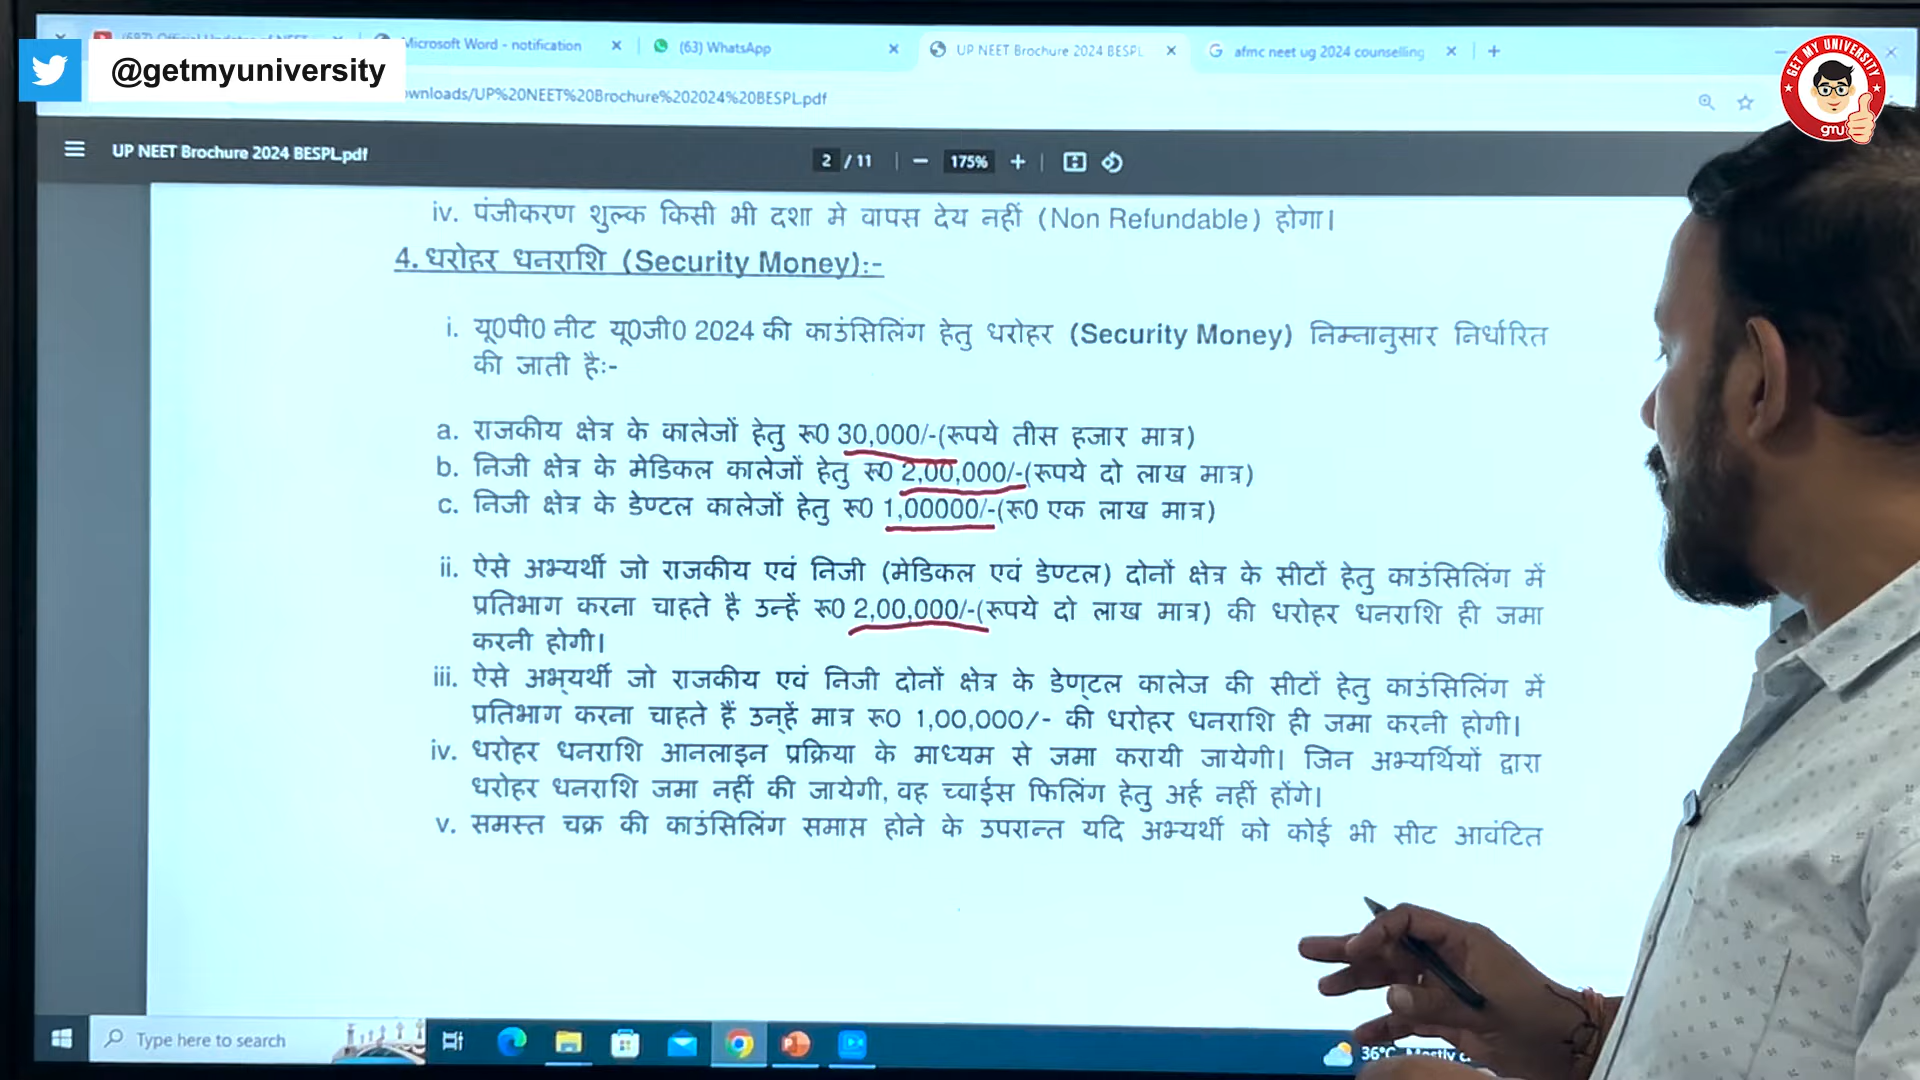 @getmyuniversity
Microsoft Word - notification
(63) WhatsApp
UP NEET Brochure 2024 BESPL
afmc neet ug 2024 counselling
wnloads/UP%20NEET%20Brochure%202024%20BESPL.pdf
GET MY UNIVERSITY
gmu
UP NEET Brochure 2024 BESPL.pdf
2 / 11
175%
iv. पंजीकरण शुल्क किसी भी दशा मे वापस देय नहीं (Non Refundable) होगा।
4. धरोहर धनराशि (Security Money):-
i. यू0पी0 नीट यू0जी0 2024 की काउंसिलिंग हेतु धरोहर (Security Money) निम्नानुसार निर्धारित
की जाती है:-
a. राजकीय क्षेत्र के कालेजों हेतु रू0 30,000/-(रूपये तीस हजार मात्र)
b. निजी क्षेत्र के मेडिकल कालेजों हेतु रू0 2,00,000/-(रूपये दो लाख मात्र)
c. निजी क्षेत्र के डेण्टल कालेजों हेतु रू0 1,00000/-(रू0 एक लाख मात्र)
ii. ऐसे अभ्यर्थी जो राजकीय एवं निजी (मेडिकल एवं डेण्टल) दोनों क्षेत्र के सीटों हेतु काउंसिलिंग में
प्रतिभाग करना चाहते है उन्हें रू0 2,00,000/-(रूपये दो लाख मात्र) की धरोहर धनराशि ही जमा
करनी होगी।
iii. ऐसे अभ्यर्थी जो राजकीय एवं निजी दोनों क्षेत्र के डेण्टल कालेज की सीटों हेतु काउंसिलिंग में
प्रतिभाग करना चाहते हैं उन्हें मात्र रू0 1,00,000/- की धरोहर धनराशि ही जमा करनी होगी।
iv. धरोहर धनराशि आनलाइन प्रक्रिया के माध्यम से जमा करायी जायेगी। जिन अभ्यर्थियों द्वारा
धरोहर धनराशि जमा नहीं की जायेगी, वह च्वाईस फिलिंग हेतु अर्ह नहीं होंगे।
v. समस्त चक्र की काउंसिलिंग समाप्त होने के उपरान्त यदि अभ्यर्थी को कोई भी सीट आवंटित
Type here to search
36°C